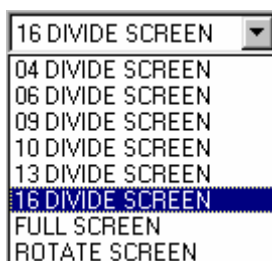 16 DIVIDE SCREEN
04 DIVIDE SCREEN
06 DIVIDE SCREEN
09 DIVIDE SCREEN
10 DIVIDE SCREEN
13 DIVIDE SCREEN
16 DIVIDE SCREEN
FULL SCREEN
ROTATE SCREEN